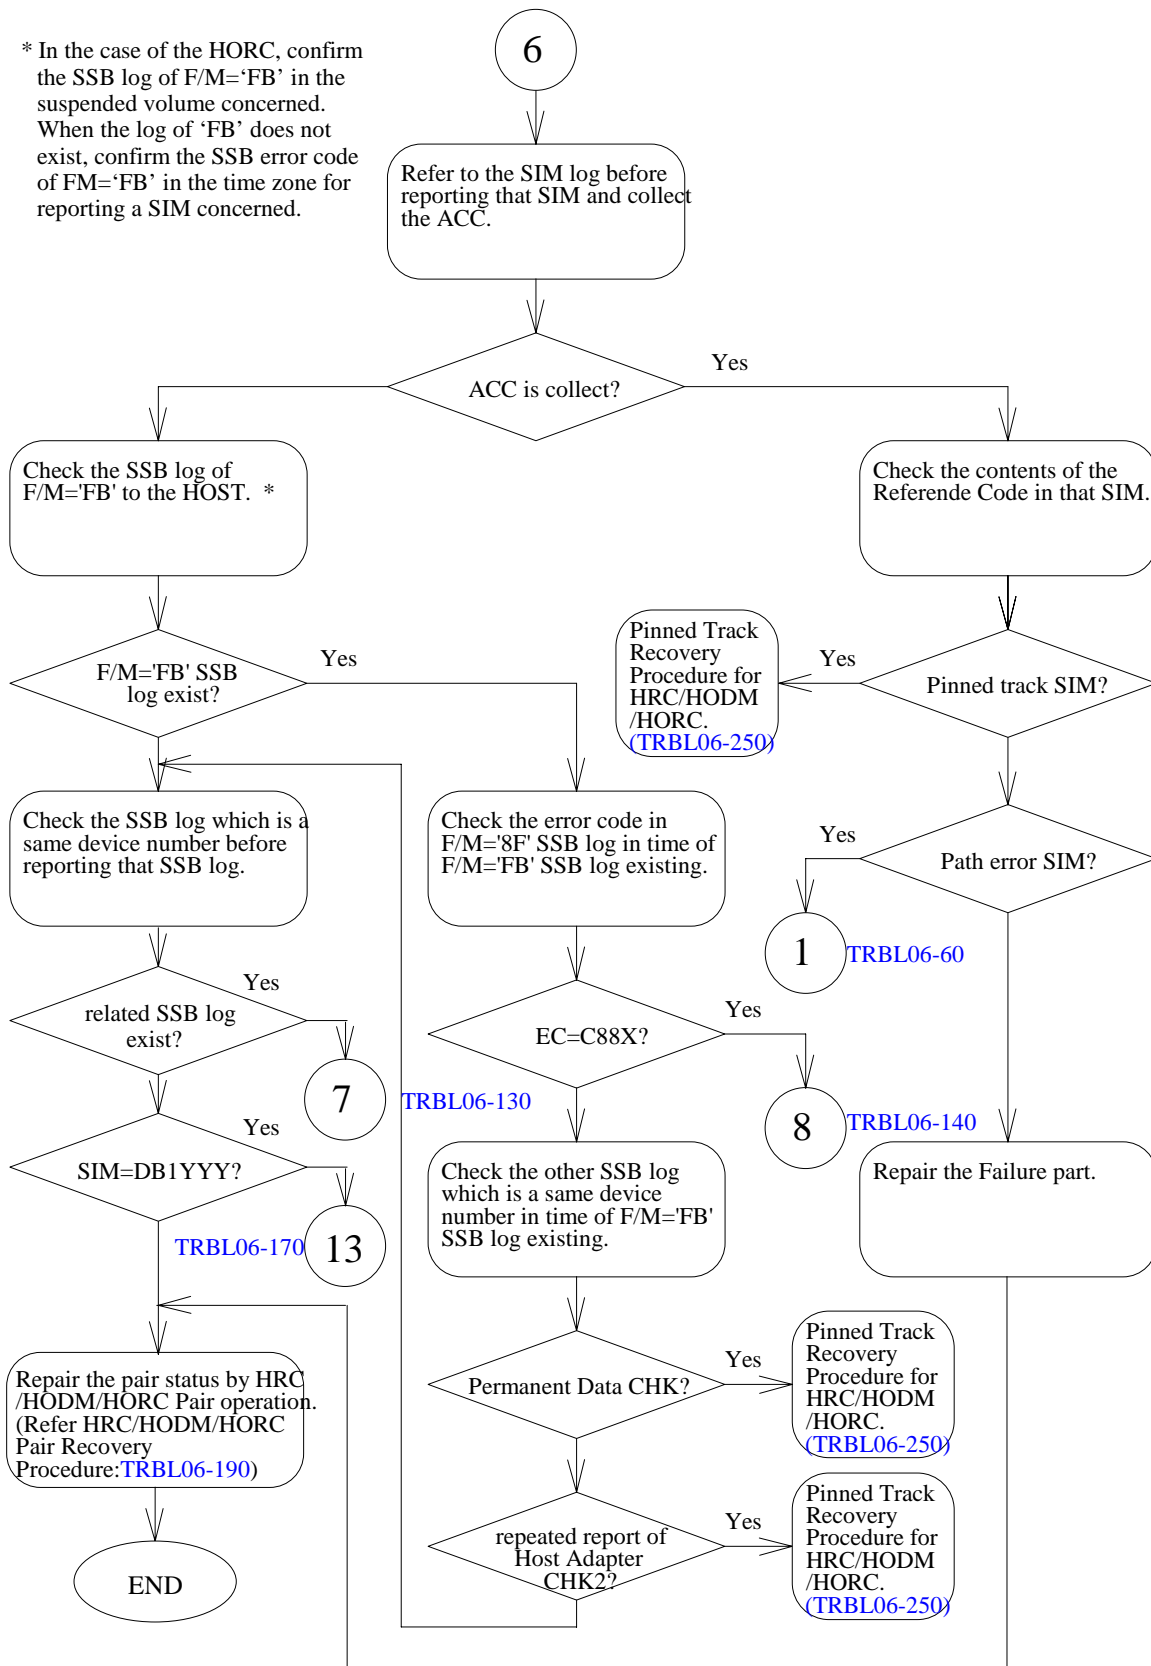 6
* In the case of the HORC, confirm
the SSB log of F/M=‘FB’ in the
suspended volume concerned.
When the log of ‘FB’ does not
exist, confirm the SSB error code
of FM=‘FB’ in the time zone for
reporting a SIM concerned.
Refer to the SIM log before
reporting that SIM and collect
the ACC.
ACC is collect?
Yes
Check the SSB log of
F/M='FB' to the HOST. *
Check the contents of the
Referende Code in that SIM.
F/M='FB' SSB
log exist?
Yes
Pinned Track
Recovery
Procedure for
HRC/HODM
/HORC.
(TRBL06-250)
Yes
Pinned track SIM?
Check the SSB log which is a
same device number before
reporting that SSB log.
Check the error code in
F/M='8F' SSB log in time of
F/M='FB' SSB log existing.
Yes
Path error SIM?
1
TRBL06-60
related SSB log
exist?
Yes
7
TRBL06-130
EC=C88X?
Yes
8
TRBL06-140
SIM=DB1YYY?
Yes
TRBL06-170
13
Check the other SSB log
which is a same device
number in time of F/M='FB'
SSB log existing.
Repair the Failure part.
Repair the pair status by HRC
/HODM/HORC Pair operation.
(Refer HRC/HODM/HORC
Pair Recovery
Procedure:TRBL06-190)
Permanent Data CHK?
Yes
Pinned Track
Recovery
Procedure for
HRC/HODM
/HORC.
(TRBL06-250)
repeated report of
Host Adapter
CHK2?
Yes
Pinned Track
Recovery
Procedure for
HRC/HODM
/HORC.
(TRBL06-250)
END